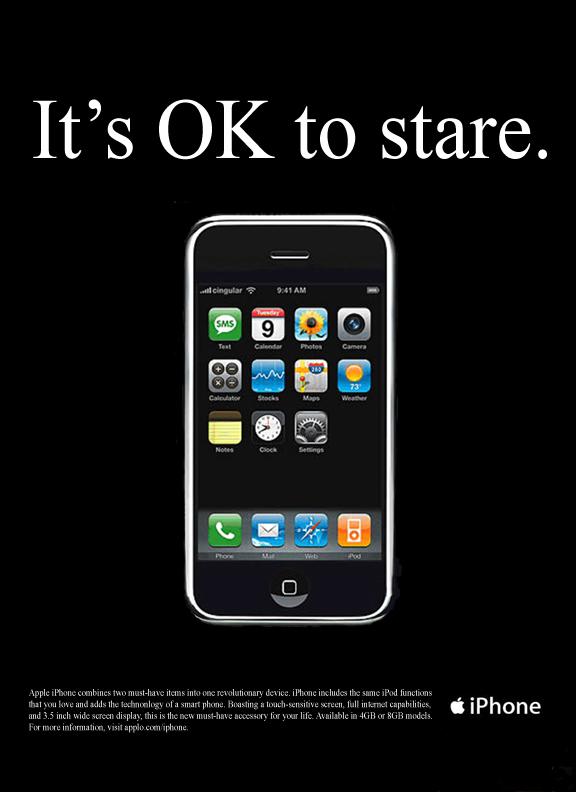 It's OK to stare.
cingular 9:41 AM
SMS Tuesday 9 280
Text Calendar Photos Camera
73°
Calculator Stocks Maps Weather
Notes Clock Settings
Phone Mail Web iPod
Apple iPhone combines two must-have items into one revolutionary device. iPhone includes the same iPod functions
that you love and adds the technonlogy of a smart phone. Boasting a touch-sensitive screen, full internet capabilities,
and 3.5 inch wide screen display, this is the new must-have accessory for your life. Available in 4GB or 8GB models.
For more information, visit applo.com/iphone.
iPhone